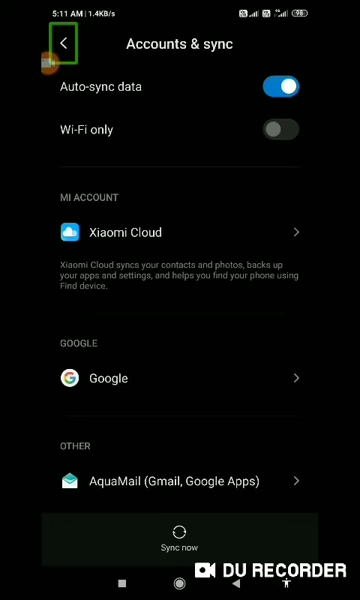 5:11 AM | 1.4KB/s
98
Accounts & sync
Auto-sync data
Wi-Fi only
MI ACCOUNT
Xiaomi Cloud
Xiaomi Cloud syncs your contacts and photos, backs up
your apps and settings, and helps you find your phone using
Find device.
GOOGLE
Google
OTHER
AquaMail (Gmail, Google Apps)
Sync now
DU RECORDER